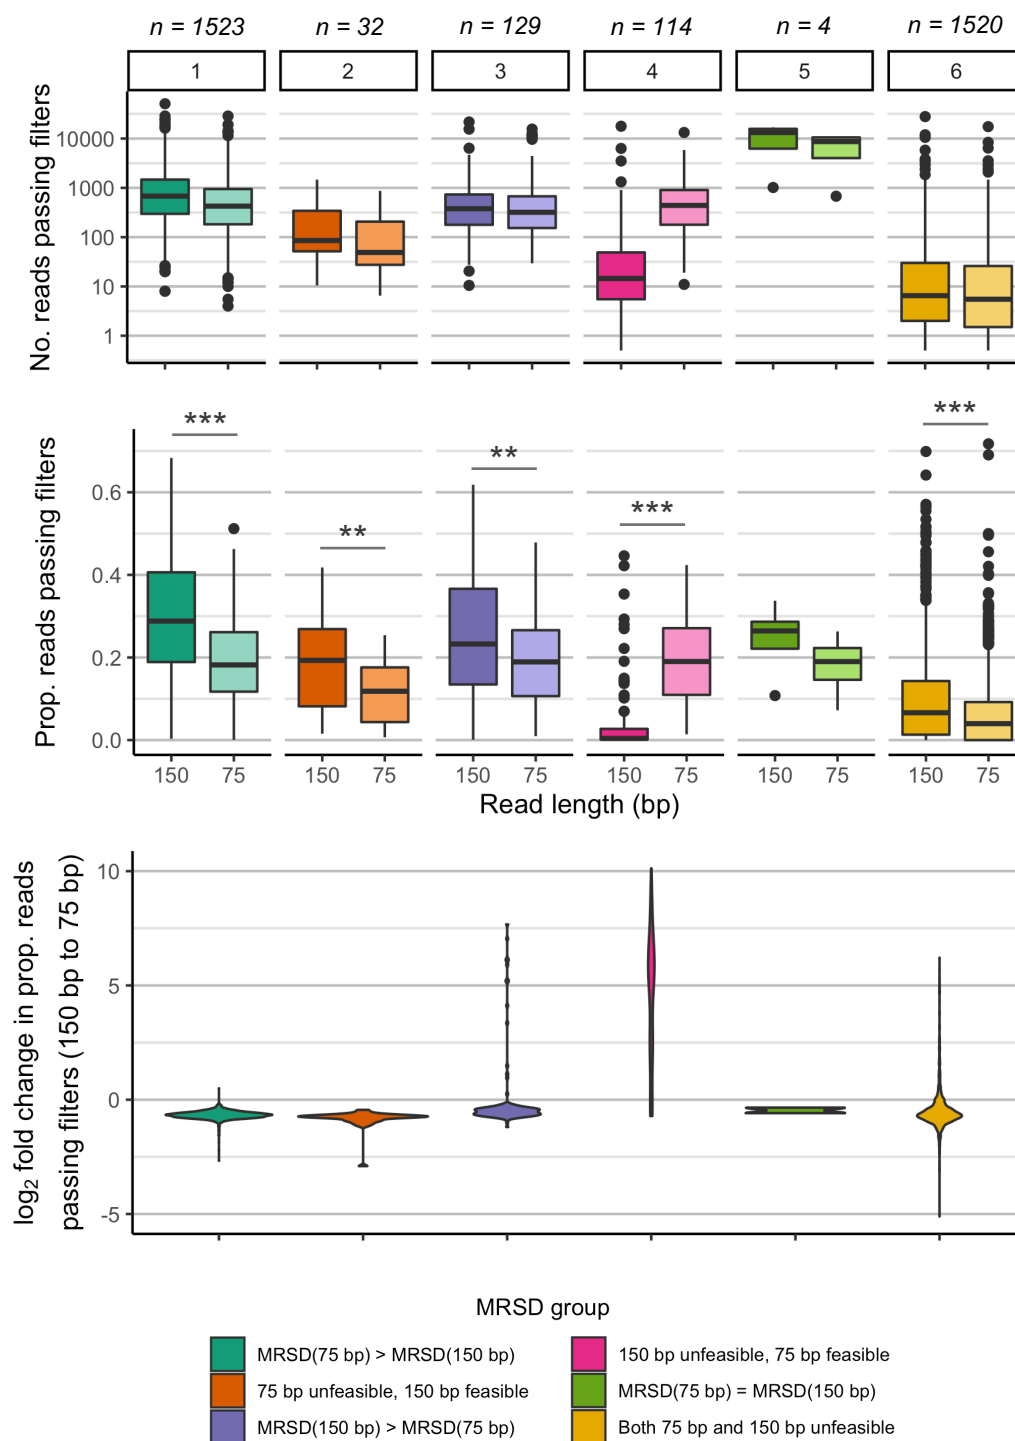 n = 1523 n = 32 n = 129 n = 114 n = 4 n = 1520
1 2 3 4 5 6
No. reads passing filters
10000
1000
100
10
1
*** ** ** *** ***
Prop. reads passing filters
0.6
0.4
0.2
0.0
150 75 150 75 150 75 150 75 150 75 150 75
Read length (bp)
log2 fold change in prop. reads
passing filters (150 bp to 75 bp)
10
5
0
-5
MRSD group
MRSD(75 bp) > MRSD(150 bp)
75 bp unfeasible, 150 bp feasible
MRSD(150 bp) > MRSD(75 bp)
150 bp unfeasible, 75 bp feasible
MRSD(75 bp) = MRSD(150 bp)
Both 75 bp and 150 bp unfeasible